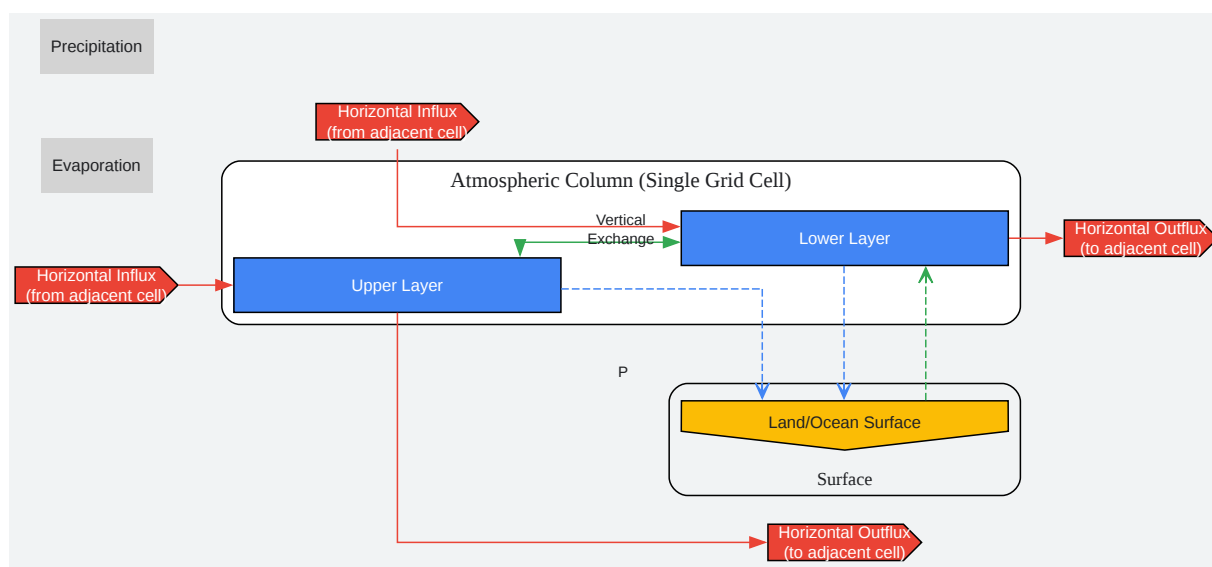 Precipitation
Horizontal Influx
(from adjacent cell)
Evaporation
Atmospheric Column (Single Grid Cell)
Vertical
Exchange
Lower Layer
Horizontal Outflux
(to adjacent cell)
Horizontal Influx
(from adjacent cell)
Upper Layer
P
Land/Ocean Surface
Surface
Horizontal Outflux
(to adjacent cell)